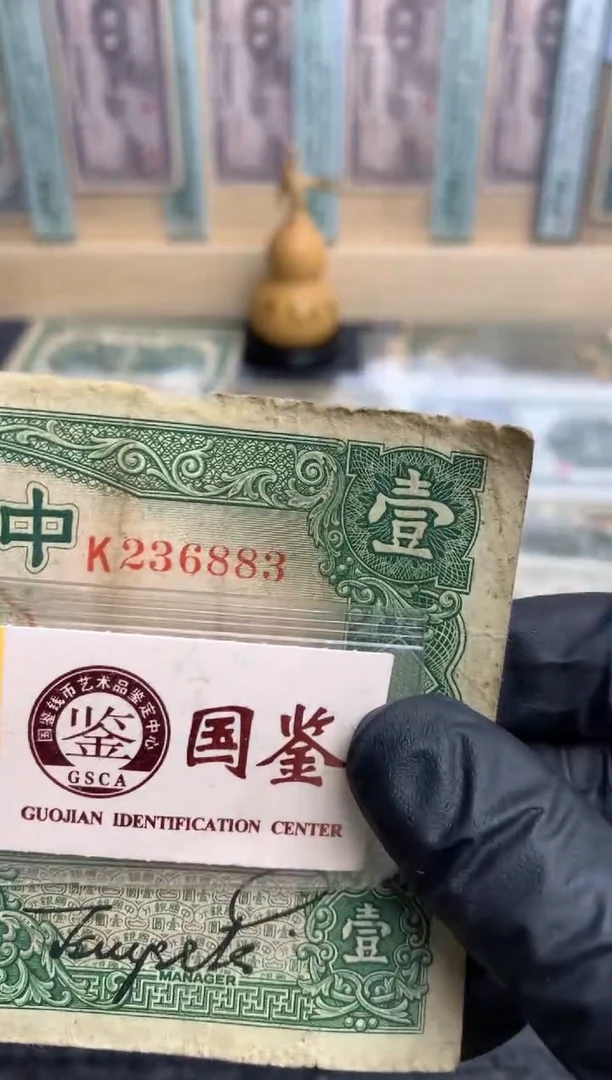 中
K236883
壹
国鉴钱币艺术品鉴定中心
鉴
GSCA
国鉴
GUOJIAN IDENTIFICATION CENTER
MANAGER
壹